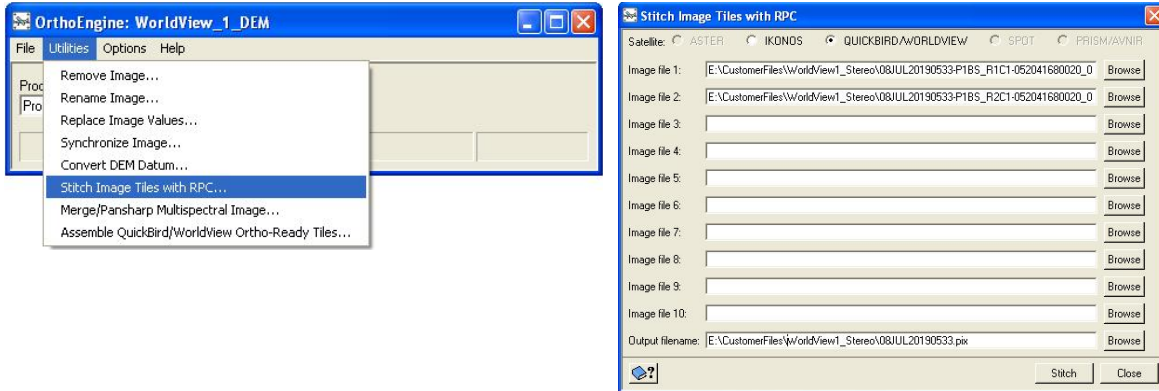 OrthoEngine: WorldView_1_DEM
File Utilities Options Help
Remove Image...
Rename Image...
Replace Image Values...
Synchronize Image...
Convert DEM Datum...
Stitch Image Tiles with RPC...
Merge/Pansharp Multispectral Image...
Assemble QuickBird/WorldView Ortho-Ready Tiles...
Proc
Pro
Stitch Image Tiles with RPC
Satellite: ASTER IKONOS QUICKBIRD/WORLDVIEW SPOT PRISM/AVNIR
Image file 1: E:\CustomerFiles\WorldView1_Stereo\08JUL20190533-P1BS_R1C1-052041680020_0 Browse
Image file 2: E:\CustomerFiles\WorldView1_Stereo\08JUL20190533-P1BS_R2C1-052041680020_0 Browse
Image file 3: Browse
Image file 4: Browse
Image file 5: Browse
Image file 6: Browse
Image file 7: Browse
Image file 8: Browse
Image file 9: Browse
Image file 10: Browse
Output filename: E:\CustomerFiles\WorldView1_Stereo\08JUL20190533.pix Browse
? Stitch Close